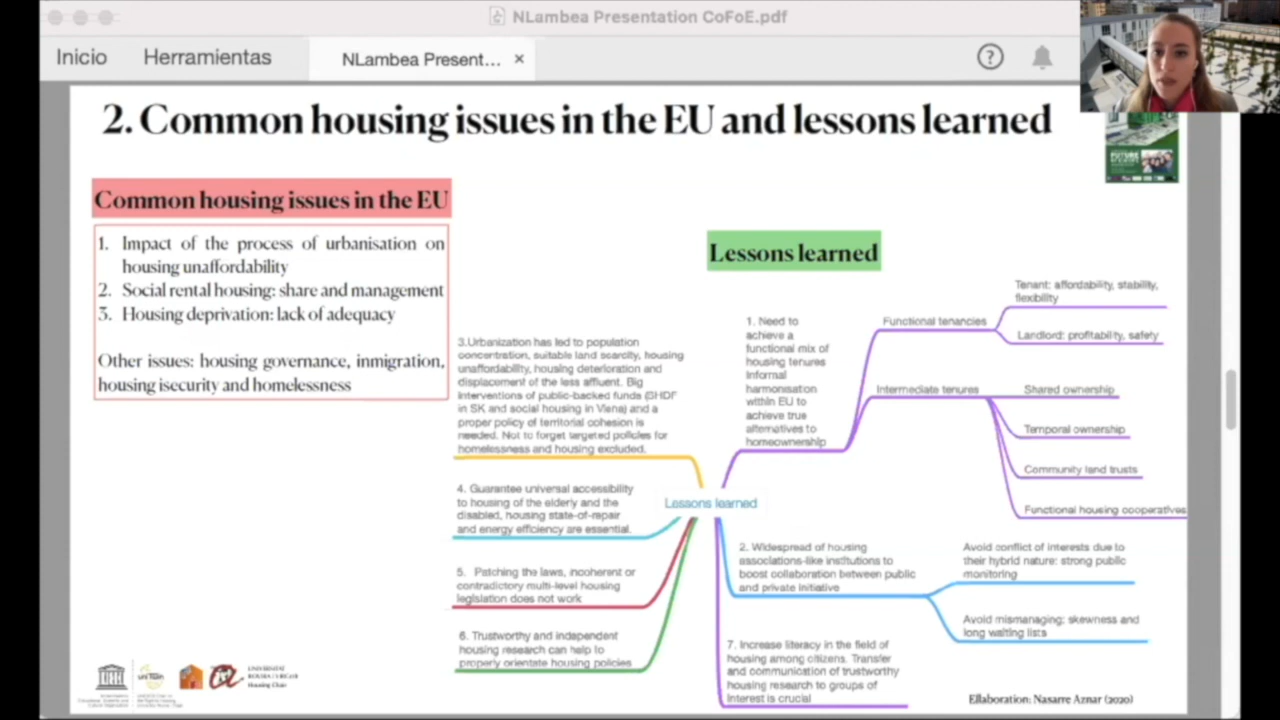 NLambea Presentation CoFoE.pdf
Inicio
Herramientas
NLambea Present... ×
?
2. Common housing issues in the EU and lessons learned
Common housing issues in the EU
1. Impact of the process of urbanisation on
housing unaffordability
2. Social rental housing: share and management
3. Housing deprivation: lack of adequacy
Other issues: housing governance, inmigration,
housing isecurity and homelessness
Lessons learned
3.Urbanization has led to population
concentration, suitable land scarcity, housing
unaffordability, housing deterioration and
displacement of the less affluent. Big
Interventions of public-backed funds (SHDF
in SK and social housing in Viena) and a
proper policy of territorial cohesion is
needed. Not to forget targeted policies for
homelessness and housing excluded.
4. Guarantee universal accessibility
to housing of the elderly and the
disabled, housing state-of-repair
and energy efficiency are essential.
5. Patching the laws, incoherent or
contradictory multi-level housing
legislation does not work
6. Trustworthy and independent
housing research can help to
properly orientate housing policies
Lessons learned
1. Need to
achieve a
functional mix of
housing tenures
Informal
harmonisation
within EU to
achieve true
alternatives to
homeownership
Functional tenancies
Tenant: affordability, stability,
flexibility
Landlord: profitability, safety
Intermediate tenures
Shared ownership
Temporal ownership
Community land trusts
Functional housing cooperatives
2. Widespread of housing
associations-like institutions to
boost collaboration between public
and private initiative
Avoid conflict of interests due to
their hybrid nature: strong public
monitoring
Avoid mismanaging: skewness and
long waiting lists
7. Increase literacy in the field of
housing among citizens. Transfer
and communication of trustworthy
housing research to groups of
interest is crucial
Ellaboration: Nasarre Aznar (2020)
UNIVERSITAT
ROVIRA i VIRGILI
Housing Chair